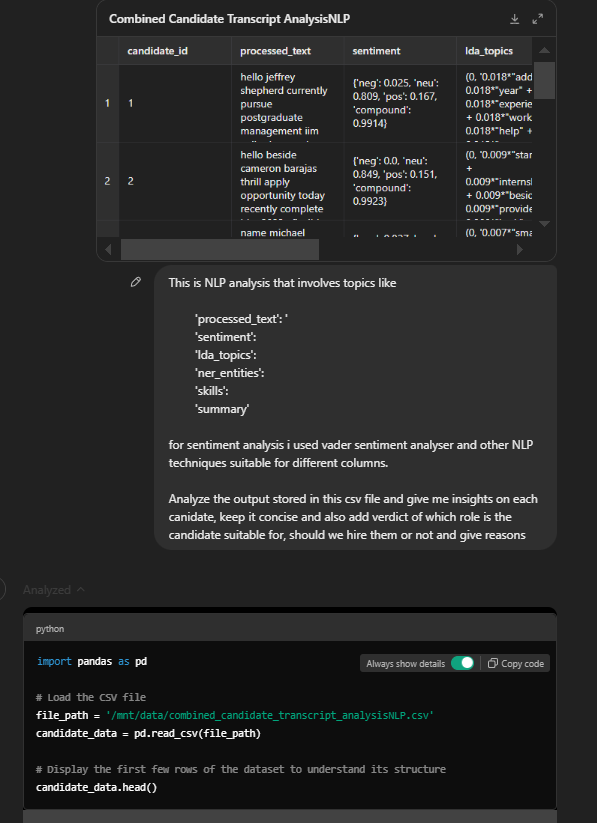 Combined Candidate Transcript AnalysisNLP
candidate_id processed_text sentiment lda_topics
1 1
hello jeffrey
shepherd currently
pursue
postgraduate
management iim
{'neg': 0.025, 'neu':
0.809, 'pos': 0.167,
'compound':
0.9914}
(0, '0.018*"add
0.018*"year" +
0.018*"experie
+ 0.018*"work
0.018*"help" +
2 2
hello beside
cameron barajas
thrill apply
opportunity today
recently complete
{'neg': 0.0, 'neu':
0.849, 'pos': 0.151,
'compound':
0.9923}
(0, '0.009*"star
+
0.009*"interns
+ 0.009*"besic
0.009*"provide
name michael
(0, '0.007*"sma
This is NLP analysis that involves topics like
'processed_text': '
'sentiment':
'lda_topics':
'ner_entities':
'skills':
'summary'
for sentiment analysis i used vader sentiment analyser and other NLP
techniques suitable for different columns.
Analyze the output stored in this csv file and give me insights on each
canidate, keep it concise and also add verdict of which role is the
candidate suitable for, should we hire them or not and give reasons
Analyzed
python
import pandas as pd
Always show details Copy code
# Load the CSV file
file_path = '/mnt/data/combined_candidate_transcript_analysisNLP.csv'
candidate_data = pd.read_csv(file_path)
# Display the first few rows of the dataset to understand its structure
candidate_data.head()